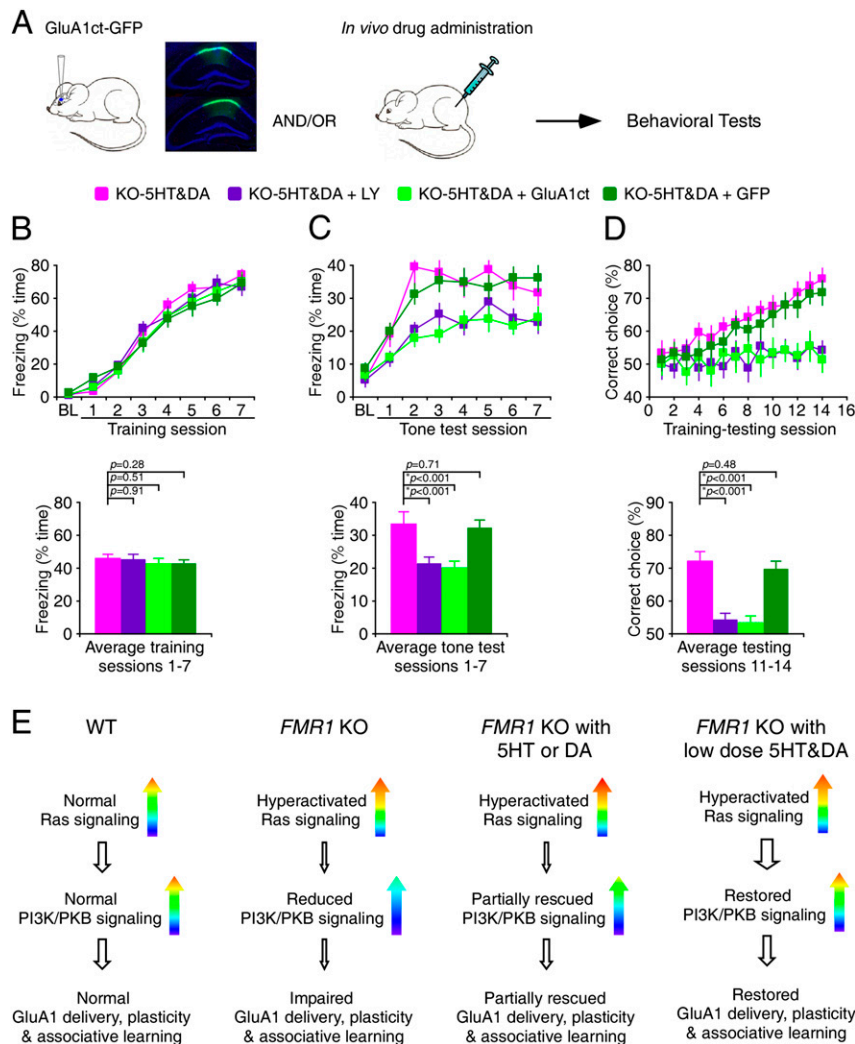 A
GluA1ct-GFP
In vivo drug administration
AND/OR
Behavioral Tests
KO-5HT&DA
KO-5HT&DA + LY
KO-5HT&DA + GluA1ct
KO-5HT&DA + GFP
B
Freezing (% time)
80
60
40
20
0
BL 1 2 3 4 5 6 7
Training session
C
Freezing (% time)
40
30
20
10
0
BL 1 2 3 4 5 6 7
Tone test session
D
Correct choice (%)
100
90
80
70
60
50
40
0 2 4 6 8 10 12 14 16
Training-testing session
p=0.28
p=0.51
p=0.91
Freezing (% time)
80
60
40
20
0
Average training
sessions 1-7
p=0.71
*p<0.001
*p<0.001
Freezing (% time)
40
30
20
10
0
Average tone test
sessions 1-7
p=0.48
*p<0.001
*p<0.001
Correct choice (%)
90
80
70
60
50
Average testing
sessions 11-14
E
WT
Normal
Ras signaling
Normal
PI3K/PKB signaling
Normal
GluA1 delivery, plasticity
& associative learning
FMR1 KO
Hyperactivated
Ras signaling
Reduced
PI3K/PKB signaling
Impaired
GluA1 delivery, plasticity
& associative learning
FMR1 KO with
5HT or DA
Hyperactivated
Ras signaling
Partially rescued
PI3K/PKB signaling
Partially rescued
GluA1 delivery, plasticity
& associative learning
FMR1 KO with
low dose 5HT&DA
Hyperactivated
Ras signaling
Restored
PI3K/PKB signaling
Restored
GluA1 delivery, plasticity
& associative learning